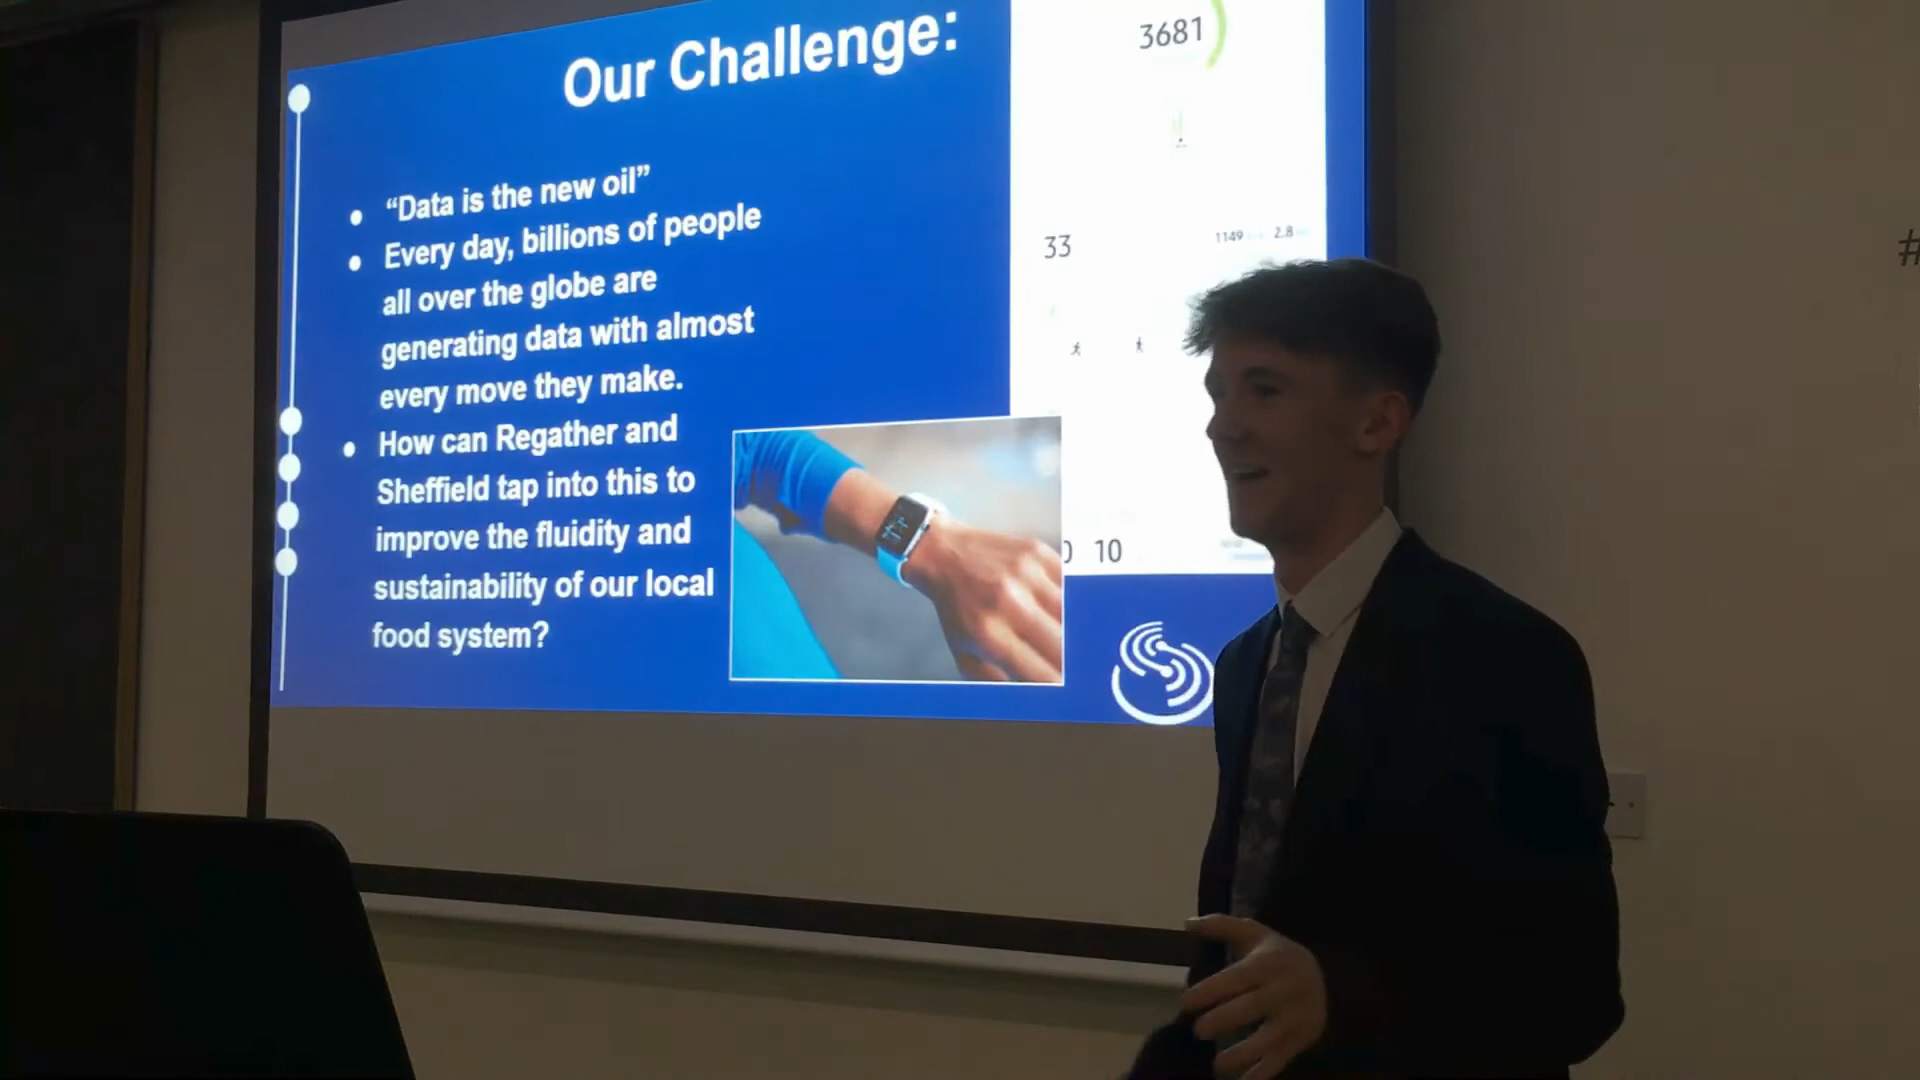 Our Challenge:
“Data is the new oil”
Every day, billions of people
all over the globe are
generating data with almost
every move they make.
How can Regather and
Sheffield tap into this to
improve the fluidity and
sustainability of our local
food system?
3681
33
1149 2.8
10
#